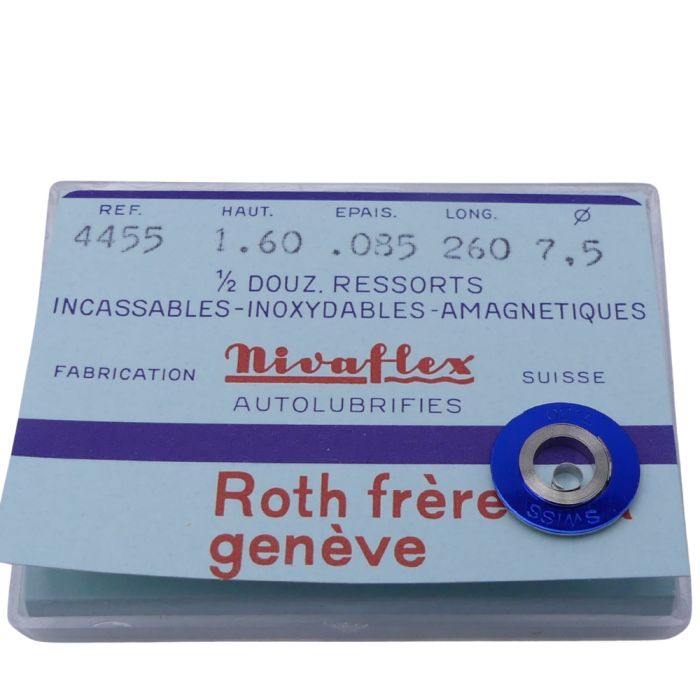 REF. HAUT. EPAIS. LONG. Ø
4455 1.60 .085 260 7,5
½ DOUZ. RESSORTS
INCASSABLES-INOXYDABLES-AMAGNETIQUES
FABRICATION Nivaflex SUISSE
AUTOLUBRIFIES
Roth frère
genève
SWISS